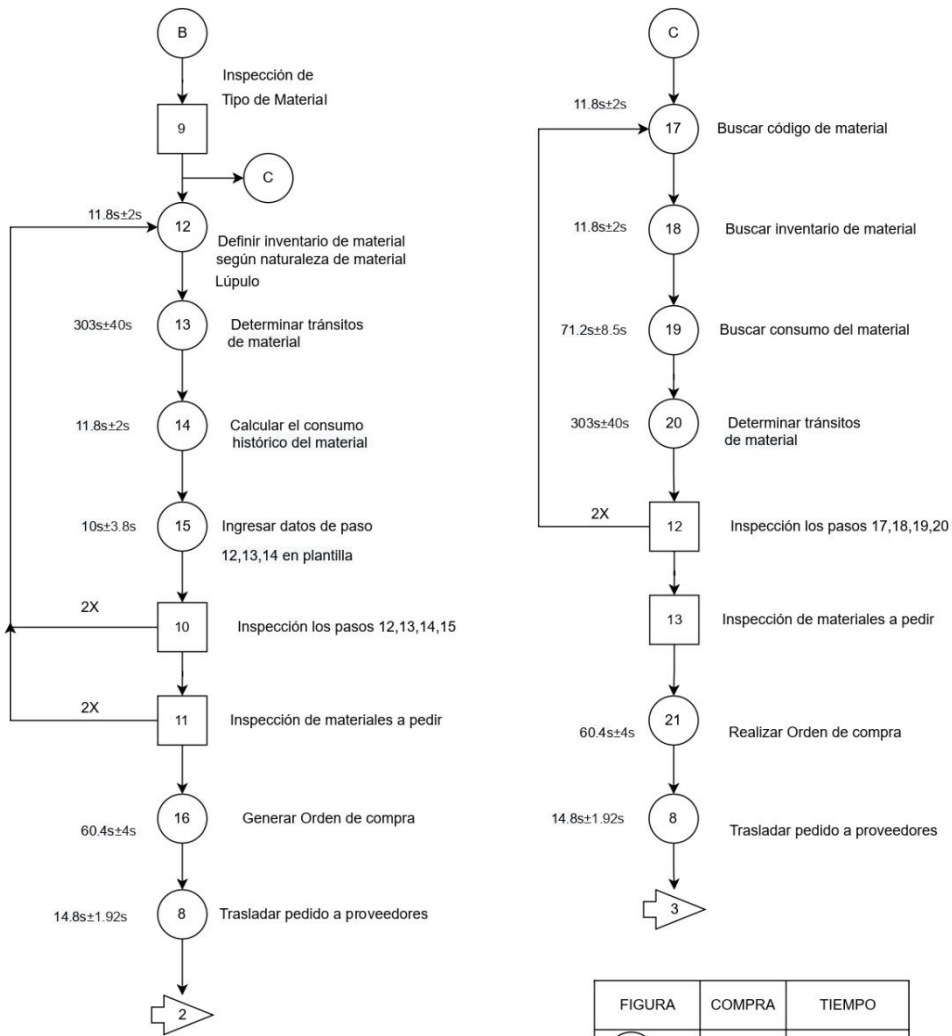 B
Inspección de
Tipo de Material
9
C
11.8s±2s
12
Definir inventario de material
según naturaleza de material
Lúpulo
303s±40s
13
Determinar tránsitos
de material
11.8s±2s
14
Calcular el consumo
histórico del material
10s±3.8s
15
Ingresar datos de paso
12,13,14 en plantilla
2X
10
Inspección los pasos 12,13,14,15
2X
11
Inspección de materiales a pedir
60.4s±4s
16
Generar Orden de compra
14.8s±1.92s
8
Trasladar pedido a proveedores
2
C
11.8s±2s
17
Buscar código de material
11.8s±2s
18
Buscar inventario de material
71.2s±8.5s
19
Buscar consumo del material
303s±40s
20
Determinar tránsitos
de material
2X
12
Inspección los pasos 17,18,19,20
13
Inspección de materiales a pedir
60.4s±4s
21
Realizar Orden de compra
14.8s±1.92s
8
Trasladar pedido a proveedores
3
FIGURA COMPRA TIEMPO